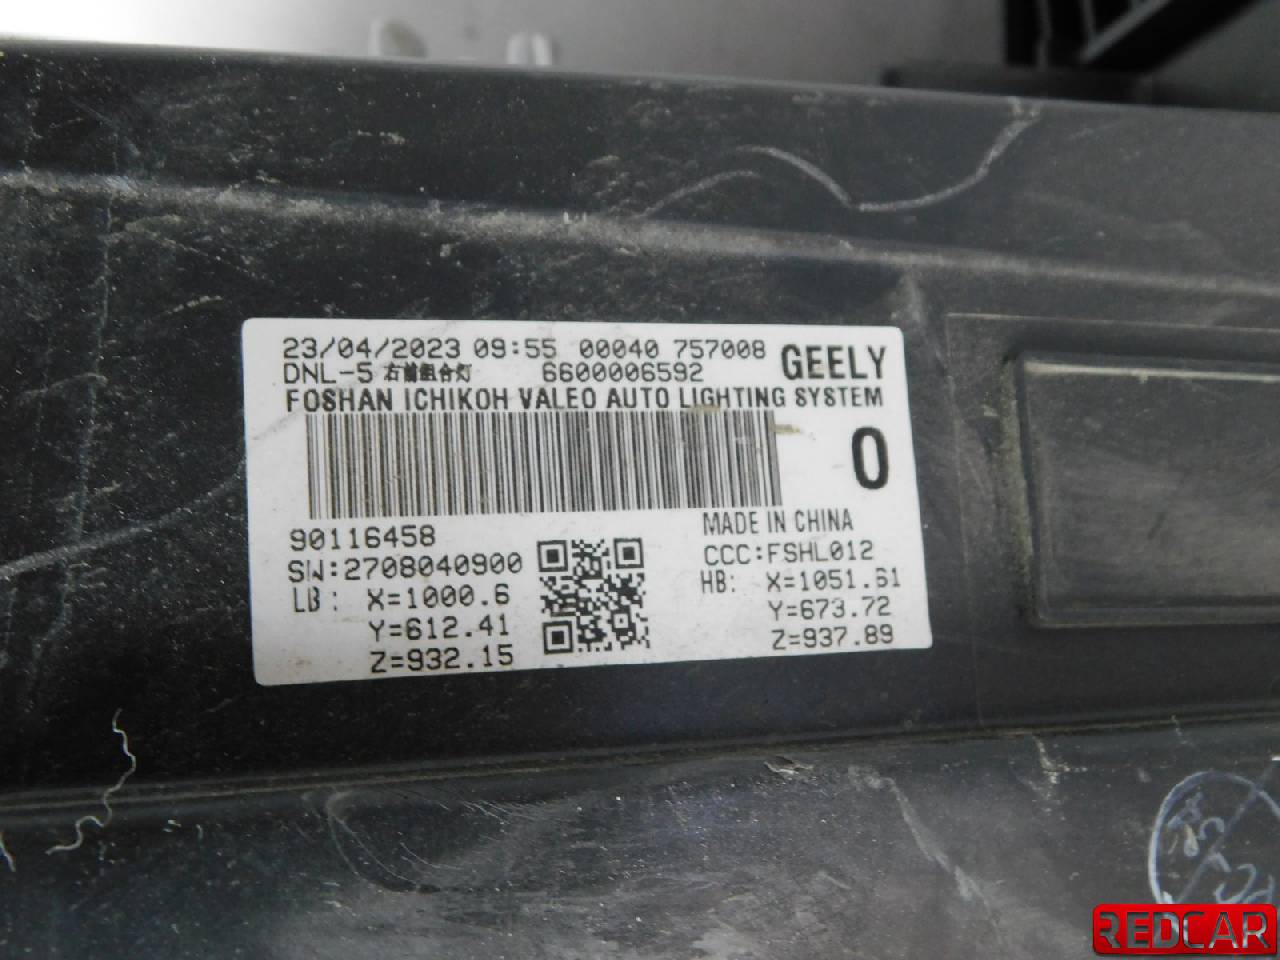 23/04/2023 09:55 00040 757008 GEELY
DNL-5 右前组合灯 6600006592
FOSHAN ICHIKOH VALEO AUTO LIGHTING SYSTEM
0
90116458
MADE IN CHINA
SW:2708040900
CCC:FSHL012
LB: X=1000.6
HB: X=1051.61
Y=612.41
Y=673.72
Z=932.15
Z=937.89
REDCAR